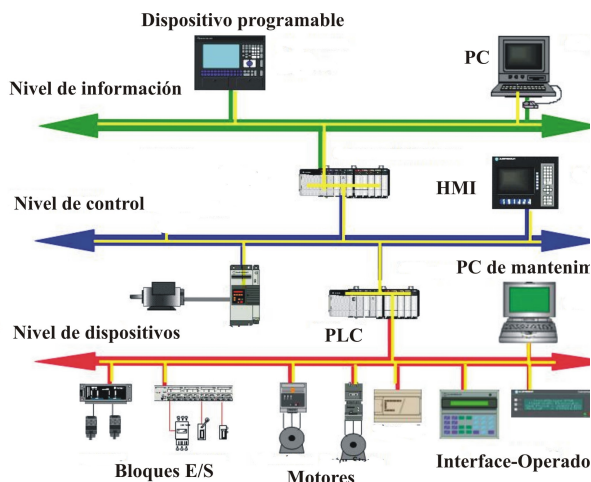 Dispositivo programable
PC
Nivel de información
HMI
Nivel de control
PC de mantenim
PLC
Nivel de dispositivos
Bloques E/S
Motores
Interface-Operado